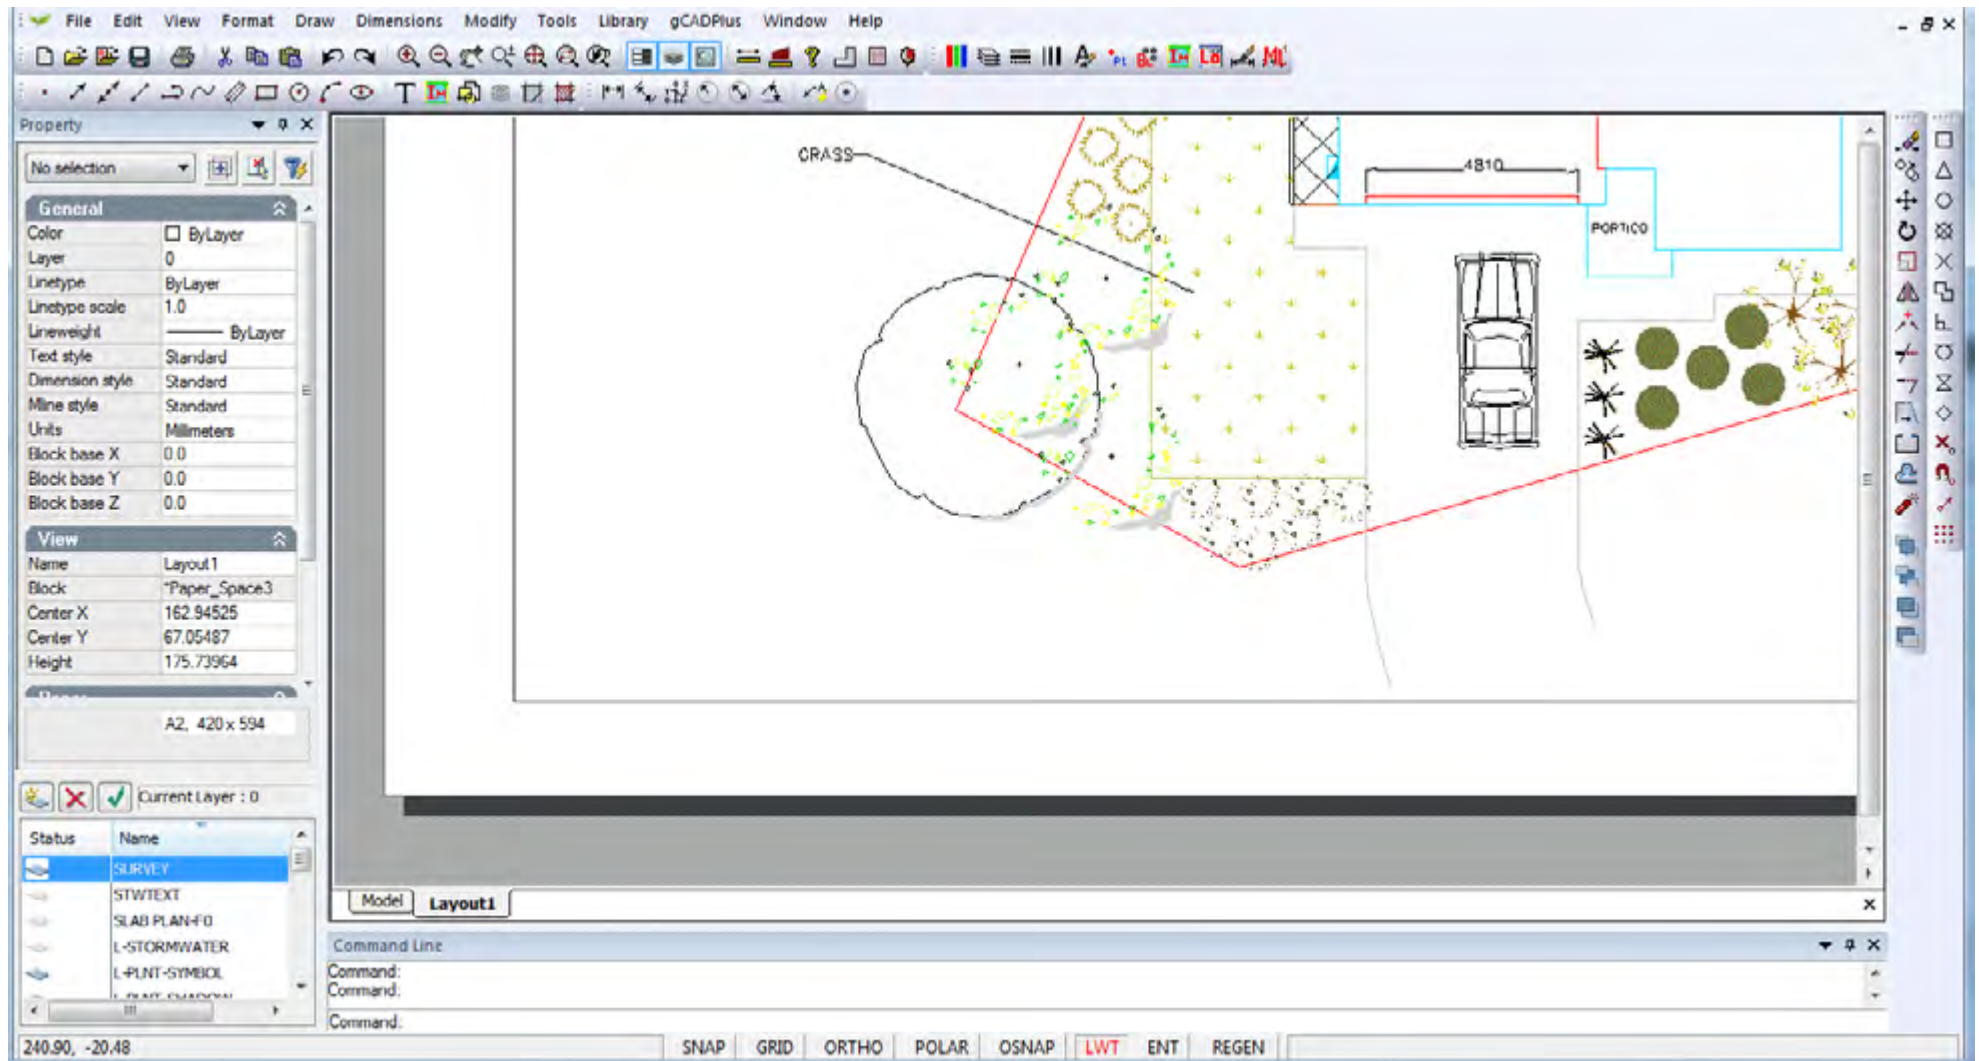 File Edit View Format Draw Dimensions Modify Tools Library gCADPlus Window Help
Property
No selection
General
Color ByLayer
Layer 0
Linetype ByLayer
Linetype scale 1.0
Lineweight ByLayer
Text style Standard
Dimension style Standard
Mline style Standard
Units Millimeters
Block base X 0.0
Block base Y 0.0
Block base Z 0.0
View
Name Layout1
Block *Paper_Space3
Center X 162.94525
Center Y 67.05487
Height 175.73964
A2, 420 x 594
Current Layer : 0
Status Name
SURVEY
STWTEXT
SLAB PLAN-F0
L-STORMWATER
L-PLNT-SYMBOL
L-PLNT-SHADOW
GRASS
4810
PORTICO
Model Layout1
Command Line
Command:
Command:
Command:
240.90, -20.48 SNAP GRID ORTHO POLAR OSNAP LWT ENT REGEN